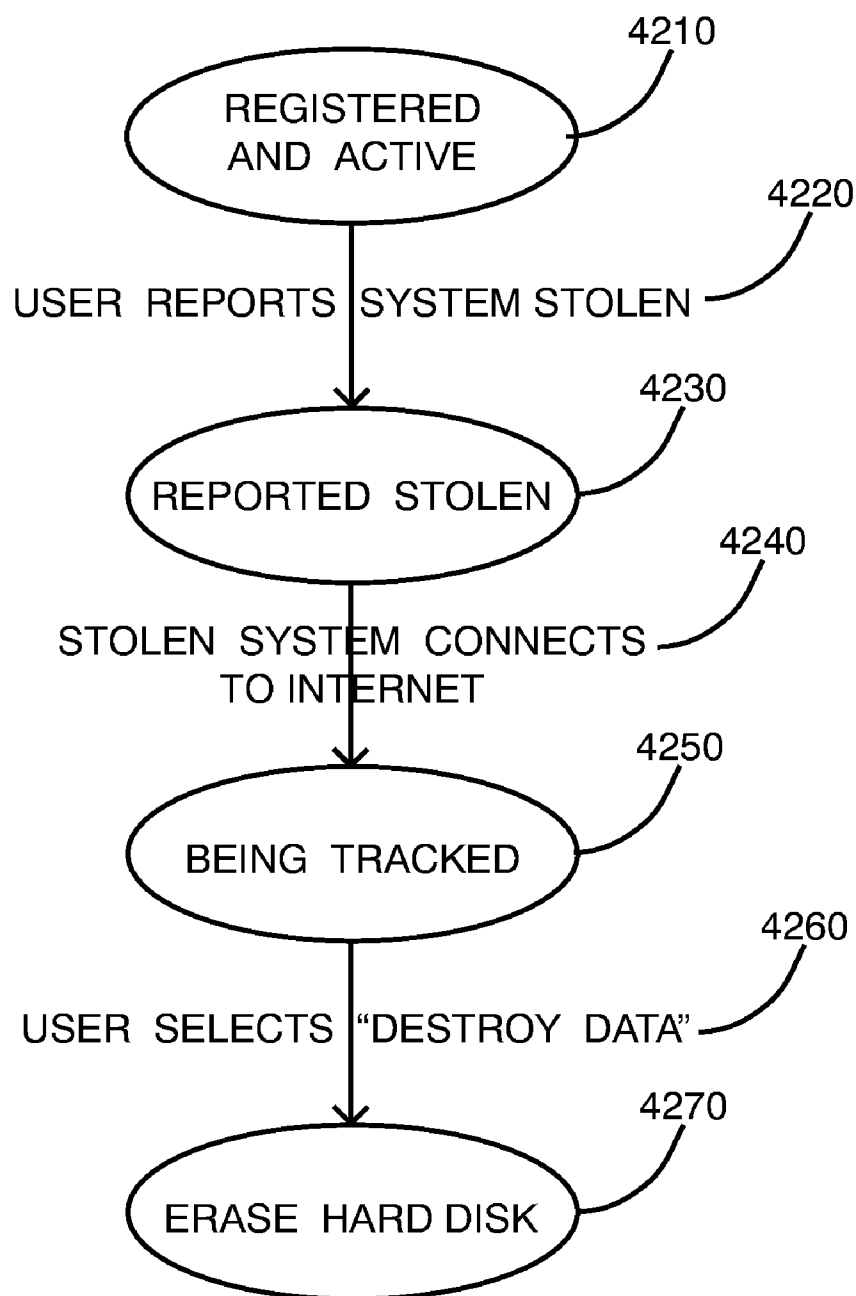 4210
REGISTERED
AND ACTIVE
4220
USER REPORTS SYSTEM STOLEN
4230
REPORTED STOLEN
4240
STOLEN SYSTEM CONNECTS
TO INTERNET
4250
BEING TRACKED
4260
USER SELECTS “DESTROY DATA”
4270
ERASE HARD DISK